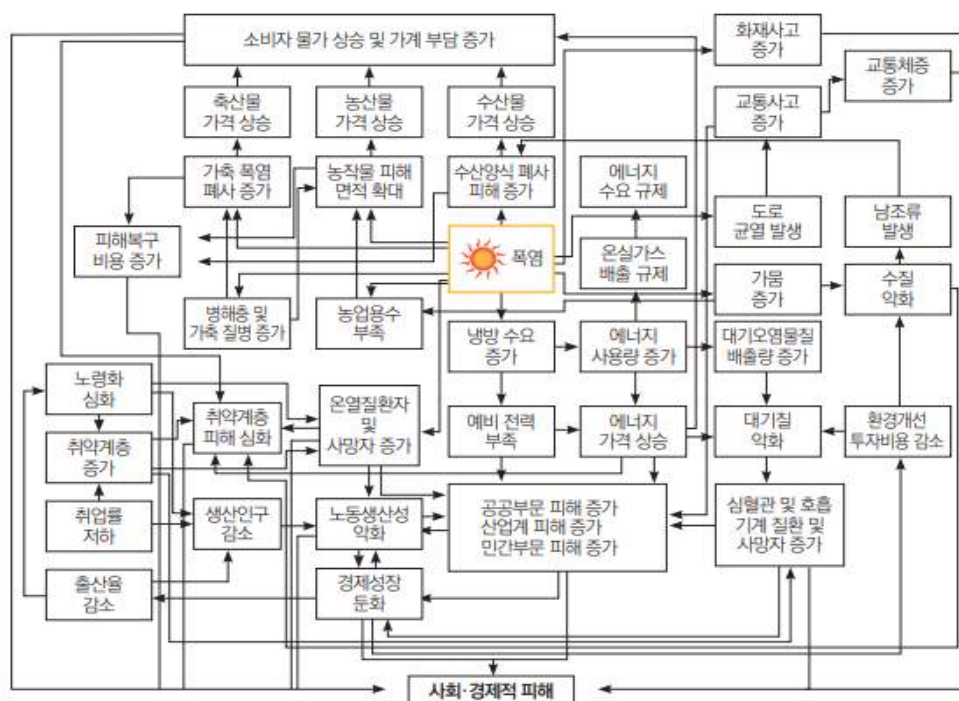 소비자 물가 상승 및 가계 부담 증가
화재사고
증가
교통체증
증가
축산물
가격 상승
농산물
가격 상승
수산물
가격 상승
교통사고
증가
가축 폭염
폐사 증가
농작물 피해
면적 확대
수산양식 폐사
피해 증가
에너지
수요 규제
피해복구
비용 증가
폭염
온실가스
배출 규제
도로
균열 발생
남조류
발생
병해충 및
가축 질병 증가
농업용수
부족
가뭄
증가
수질
악화
냉방 수요
증가
에너지
사용량 증가
대기오염물질
배출량 증가
노령화
심화
취약계층
피해 심화
온열질환자
및
사망자 증가
예비 전력
부족
에너지
가격 상승
대기질
악화
환경개선
투자비용 감소
취약계층
증가
취업률
저하
생산인구
감소
노동생산성
악화
공공부문 피해 증가
산업계 피해 증가
민간부문 피해 증가
심혈관 및 호흡
기계 질환 및
사망자 증가
출산율
감소
경제성장
둔화
사회·경제적 피해